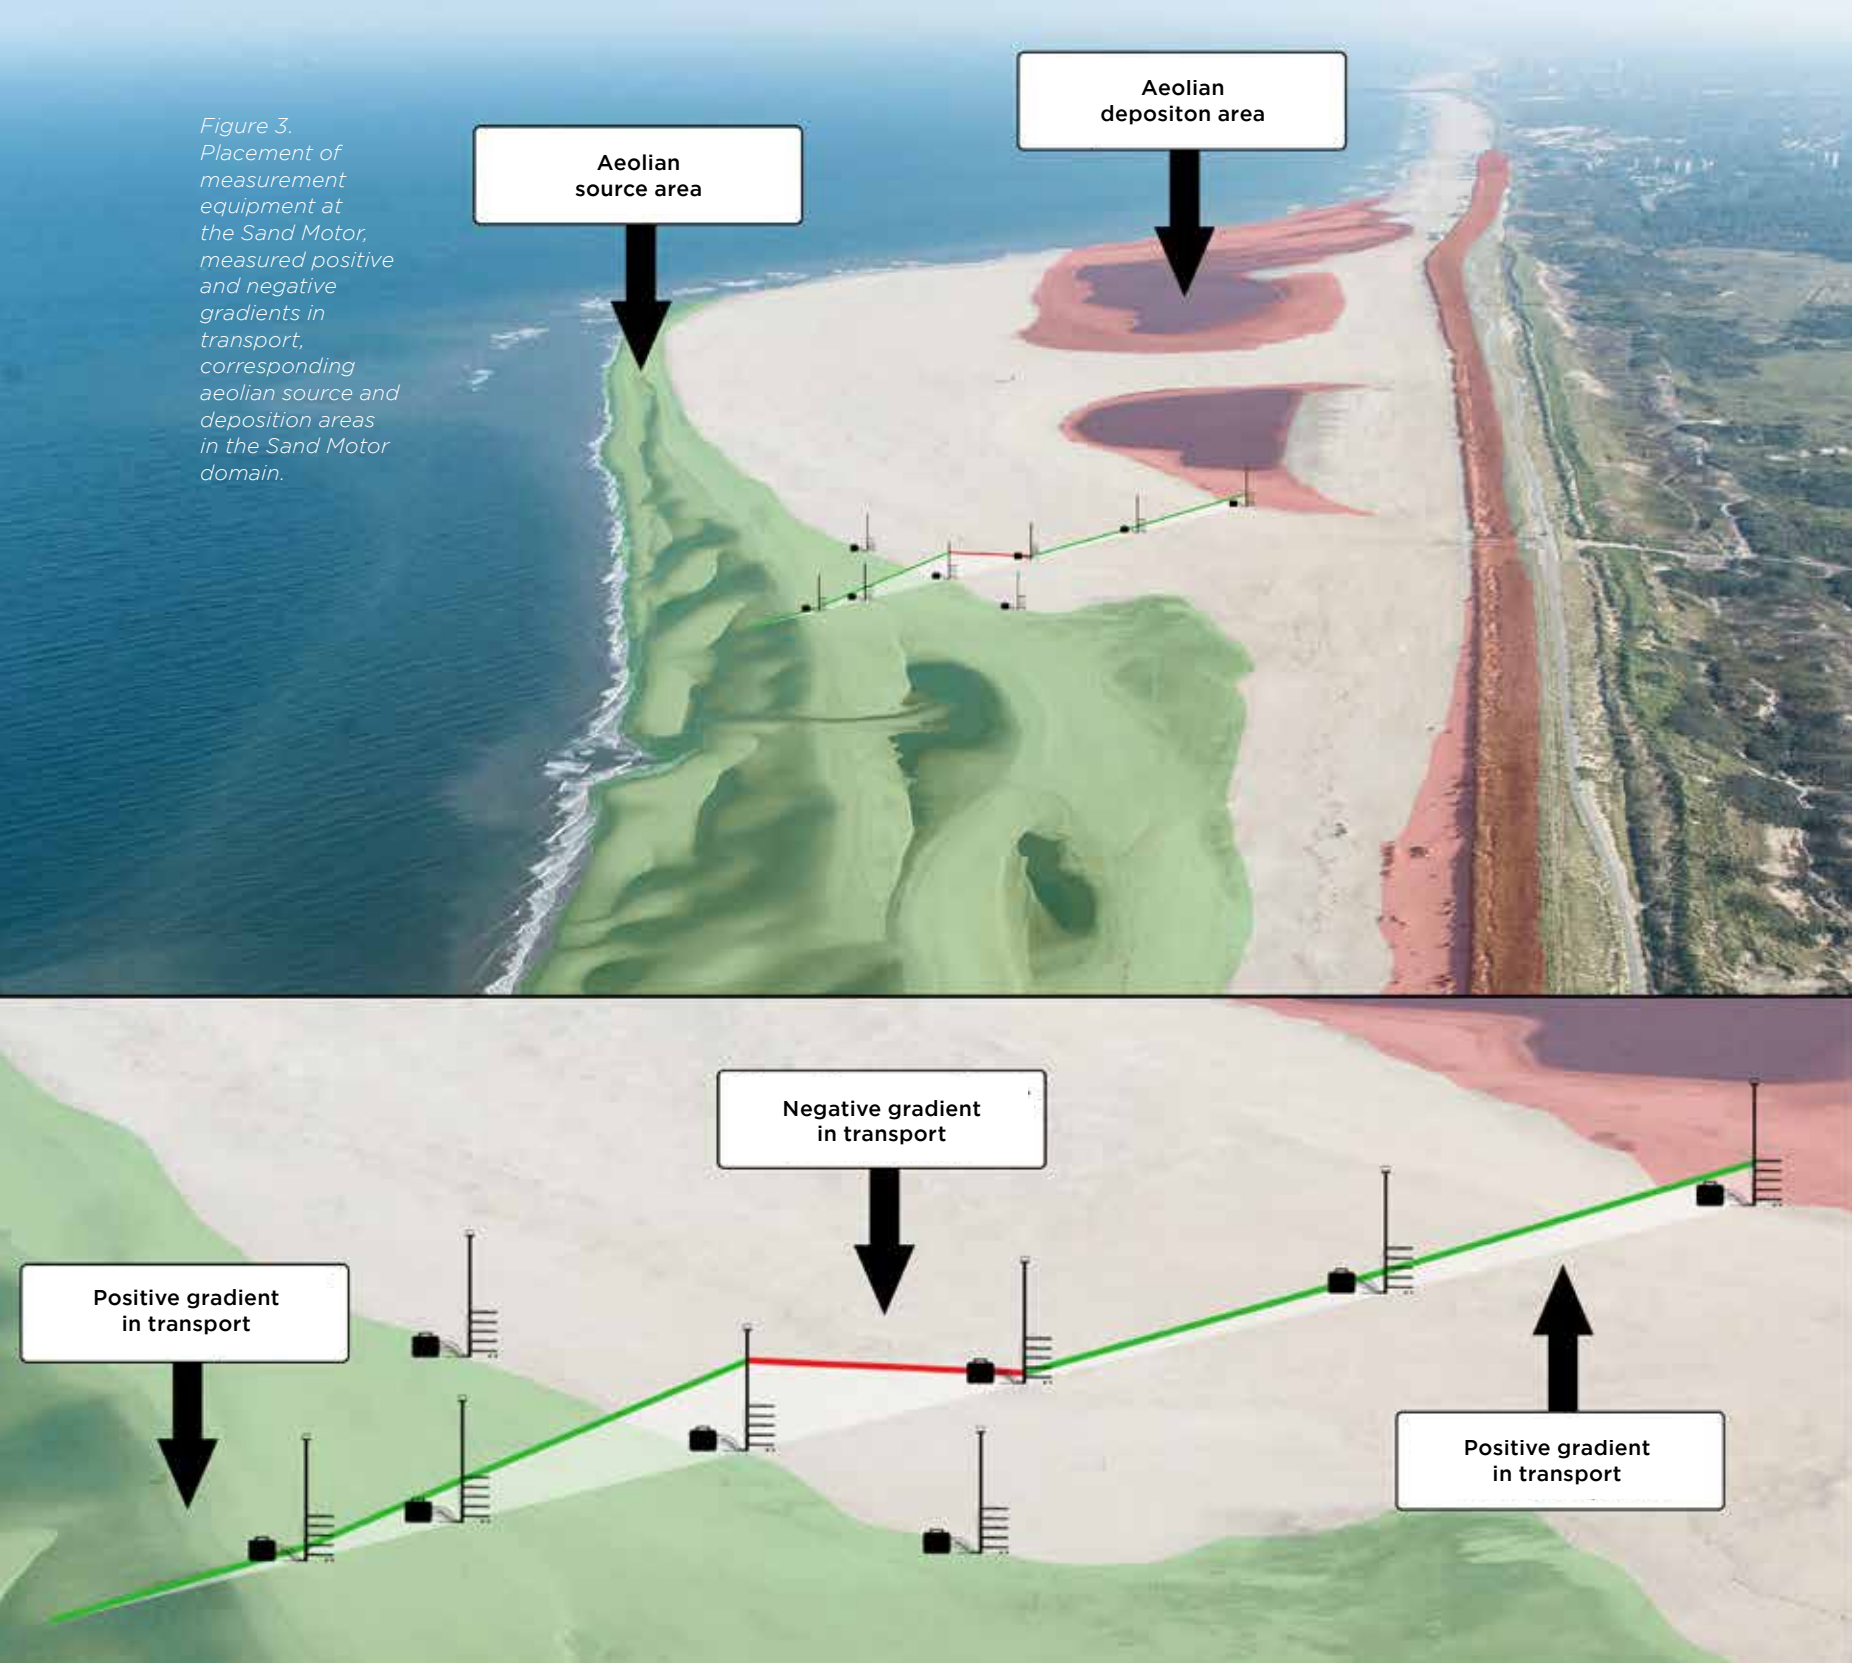 Figure 3.
Placement of
measurement
equipment at
the Sand Motor,
measured positive
and negative
gradients in
transport,
corresponding
aeolian source and
deposition areas
in the Sand Motor
domain.
Aeolian
source area
Aeolian
depositon area
Negative gradient
in transport
Positive gradient
in transport
Positive gradient
in transport